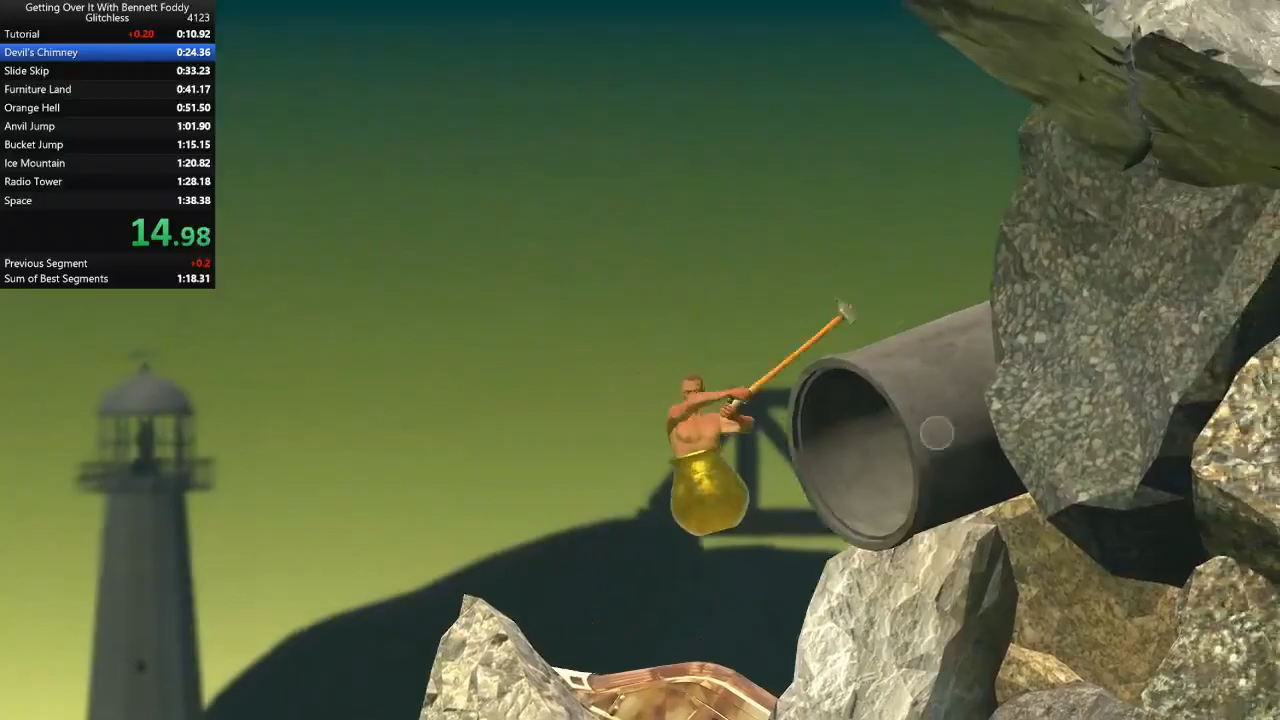 Getting Over It With Bennett Foddy
Glitchless 4123
Tutorial +0.20 0:10.92
Devil's Chimney 0:24.36
Slide Skip 0:33.23
Furniture Land 0:41.17
Orange Hell 0:51.50
Anvil Jump 1:01.90
Bucket Jump 1:15.15
Ice Mountain 1:20.82
Radio Tower 1:28.18
Space 1:38.38
14.98
Previous Segment +0.2
Sum of Best Segments 1:18.31